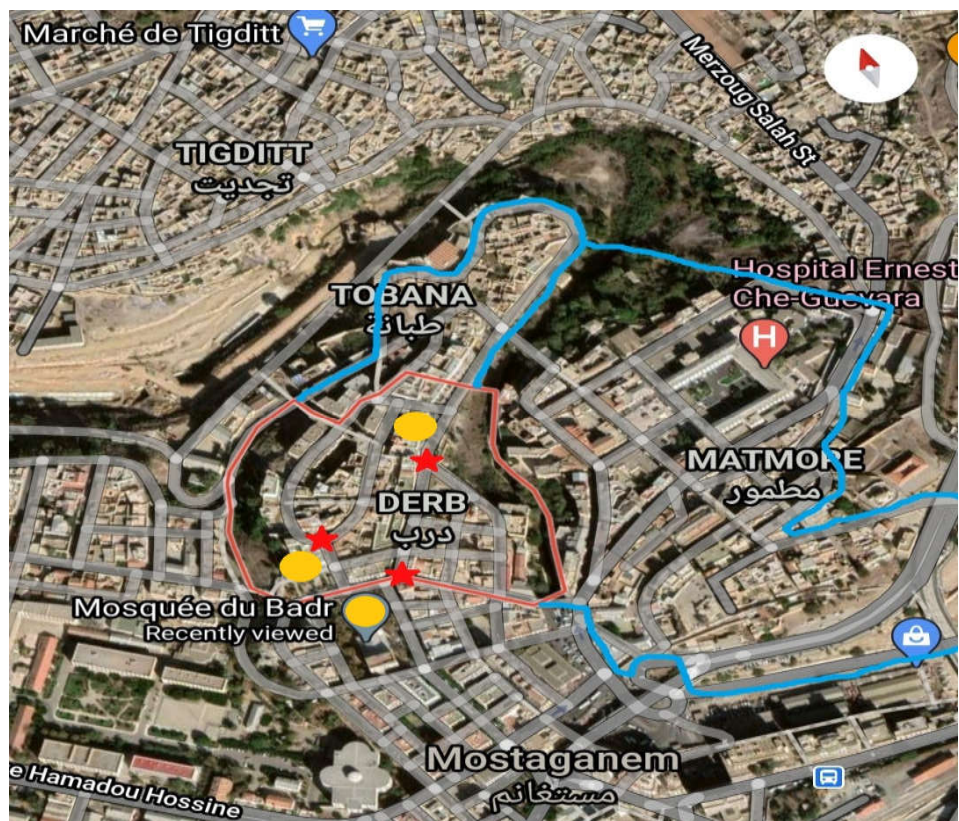 Marché de Tigditt
Merzoug Salah St
TIGDITT
تجديت
Hospital Ernest
Che-Guevara
H
TOBANA
طبانة
MATMORE
مطمور
DERB
درب
Mosquée du Badr
Recently viewed
Mostaganem
مستغانم
e Hamadou Hossine